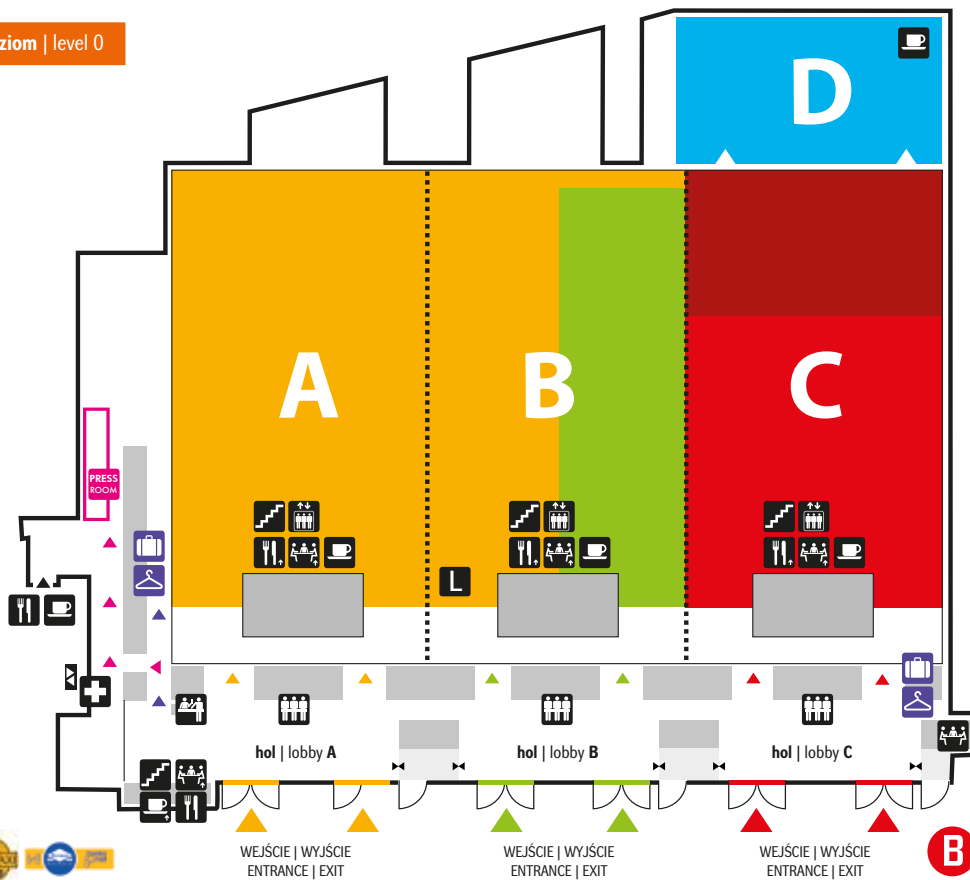 ziom | level 0
D
A
B
C
PRESS
ROOM
L
hol | lobby A
hol | lobby B
hol | lobby C
WEJŚCIE | WYJŚCIE
ENTRANCE | EXIT
WEJŚCIE | WYJŚCIE
ENTRANCE | EXIT
WEJŚCIE | WYJŚCIE
ENTRANCE | EXIT
B